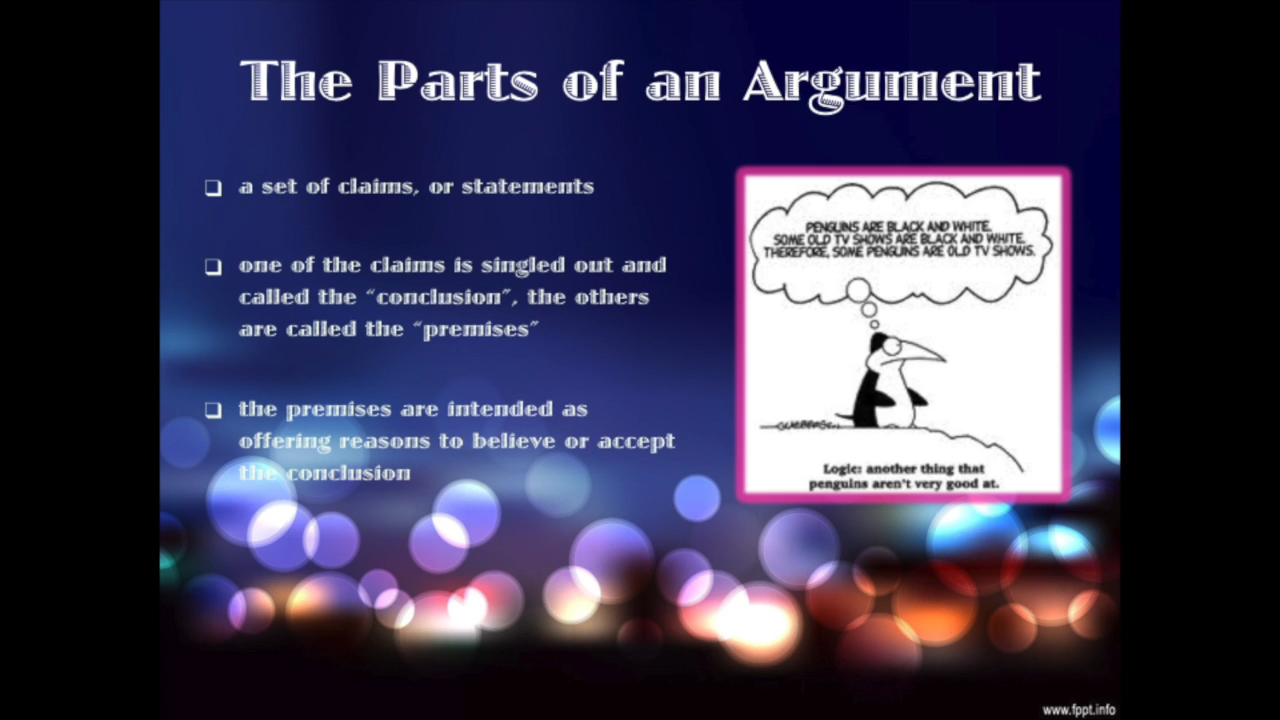 The Parts of an Argument
a set of claims, or statements
one of the claims is singled out and
called the “conclusion”, the others
are called the “premises”
the premises are intended as
offering reasons to believe or accept
the conclusion
PENGUINS ARE BLACK AND WHITE.
SOME OLD TV SHOWS ARE BLACK AND WHITE.
THEREFORE, SOME PENGUINS ARE OLD TV SHOWS.
Logic: another thing that
penguins aren't very good at.
www.fppt.info